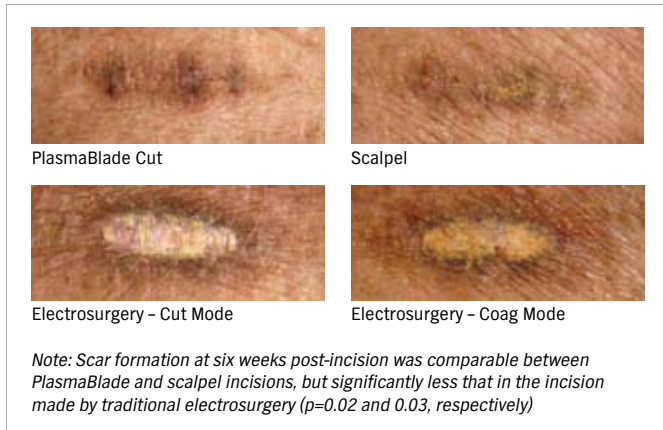 PlasmaBlade Cut
Scalpel
Electrosurgery – Cut Mode
Electrosurgery – Coag Mode
Note: Scar formation at six weeks post-incision was comparable between
PlasmaBlade and scalpel incisions, but significantly less that in the incision
made by traditional electrosurgery (p=0.02 and 0.03, respectively)